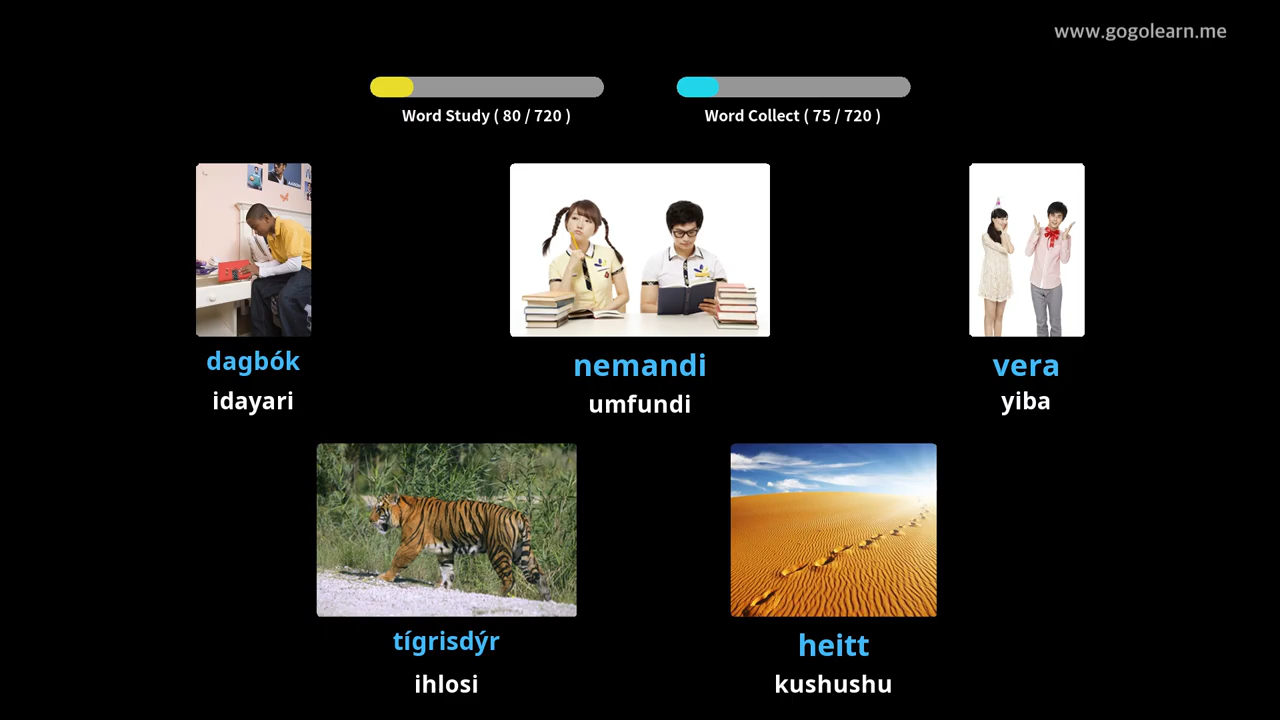 www.gogolearn.me
Word Study ( 80 / 720 )
Word Collect ( 75 / 720 )
dagbók
idayari
nemandi
umfundi
vera
yiba
tígrisdýr
ihlosi
heitt
kushushu